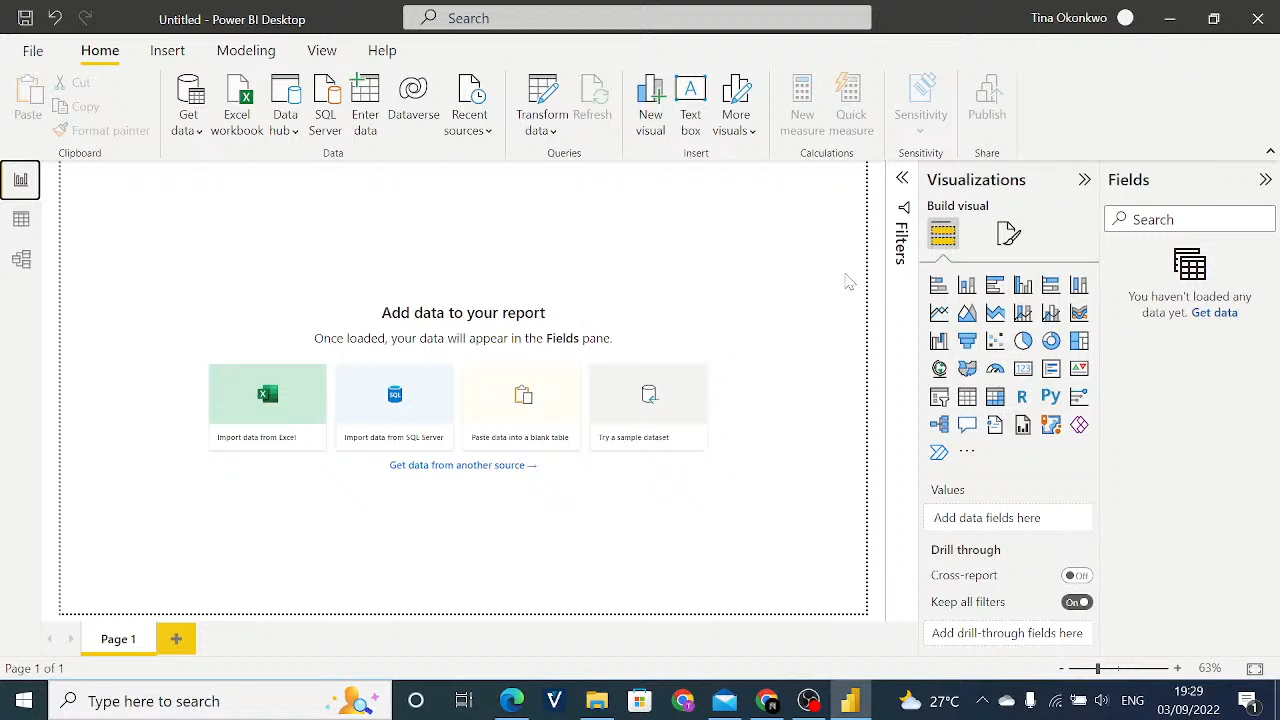 Untitled - Power BI Desktop
Search
Tina Okonkwo
File
Home
Insert
Modeling
View
Help
Paste
Cut
Copy
Format painter
Clipboard
Get data
Excel workbook
Data hub
SQL Server
Enter data
Dataverse
Recent sources
Data
Transform data
Refresh
Queries
New visual
Text box
More visuals
Insert
New measure
Quick measure
Calculations
Sensitivity
Sensitivity
Publish
Share
Add data to your report
Once loaded, your data will appear in the Fields pane.
Import data from Excel
Import data from SQL Server
Paste data into a blank table
Try a sample dataset
Get data from another source →
Filters
Visualizations
Build visual
R
Py
123
Values
Add data fields here
Drill through
Cross-report
Off
Keep all filters
On
Add drill-through fields here
Fields
Search
You haven't loaded any
data yet. Get data
Page 1
Page 1 of 1
63%
Type here to search
27°C
ENG
19:29
03/09/2022